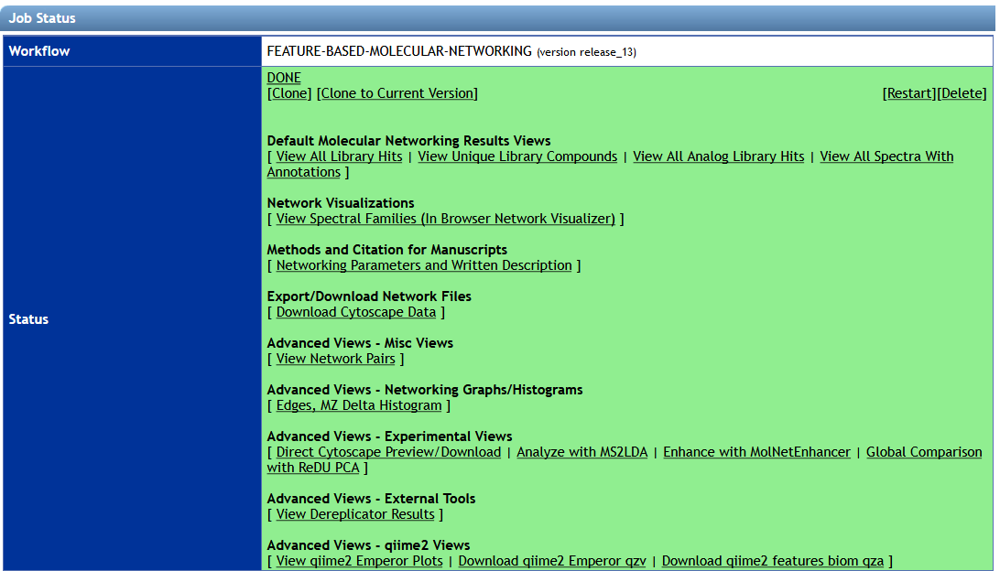 Job Status
Workflow
FEATURE-BASED-MOLECULAR-NETWORKING (version release_13)
Status
DONE
[Clone] [Clone to Current Version]
[Restart][Delete]
Default Molecular Networking Results Views
[ View All Library Hits | View Unique Library Compounds | View All Analog Library Hits | View All Spectra With
Annotations ]
Network Visualizations
[ View Spectral Families (In Browser Network Visualizer) ]
Methods and Citation for Manuscripts
[ Networking Parameters and Written Description ]
Export/Download Network Files
[ Download Cytoscape Data ]
Advanced Views - Misc Views
[ View Network Pairs ]
Advanced Views - Networking Graphs/Histograms
[ Edges, MZ Delta Histogram ]
Advanced Views - Experimental Views
[ Direct Cytoscape Preview/Download | Analyze with MS2LDA | Enhance with MolNetEnhancer | Global Comparison
with ReDU PCA ]
Advanced Views - External Tools
[ View Dereplicator Results ]
Advanced Views - qiime2 Views
[ View qiime2 Emperor Plots | Download qiime2 Emperor qzv | Download qiime2 features biom qza ]